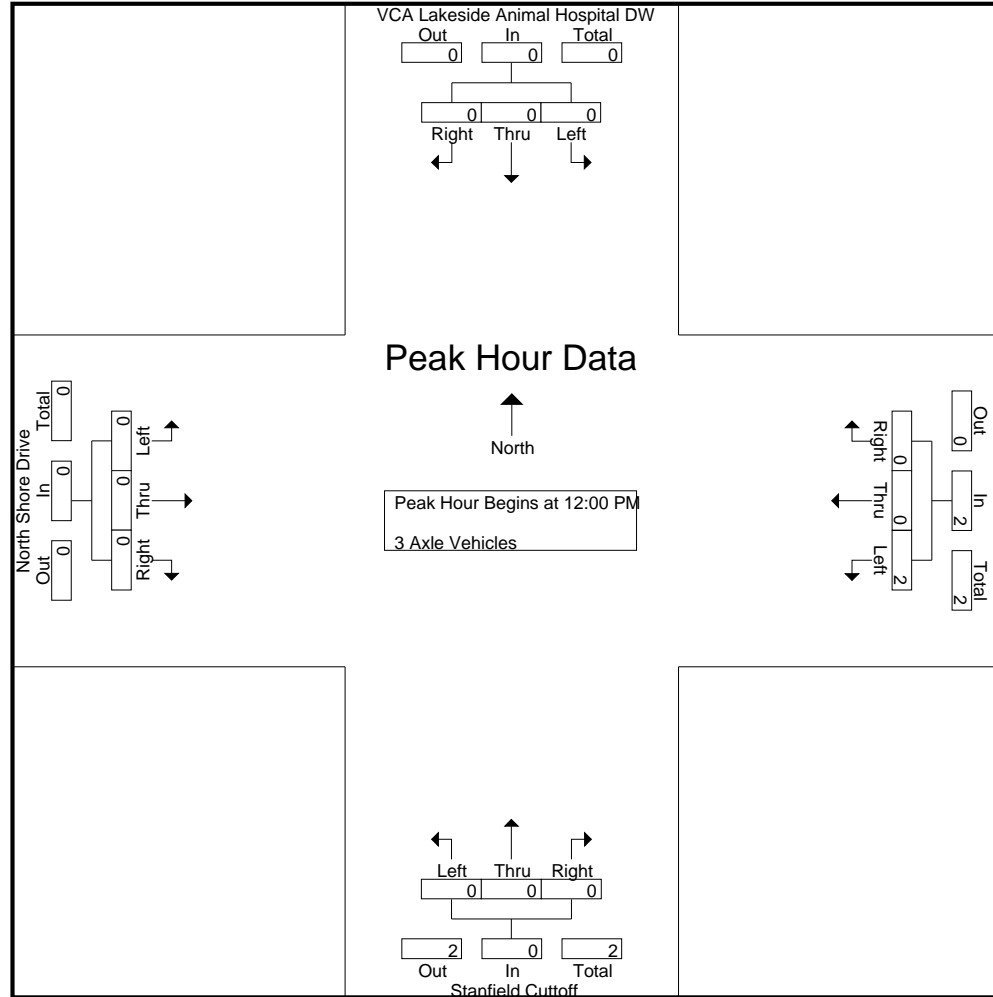 VCA Lakeside Animal Hospital DW
Out In Total
0 0 0
0 0 0
Right Thru Left
Peak Hour Data
North
Peak Hour Begins at 12:00 PM
3 Axle Vehicles
North Shore Drive
Out In Total
0 0 0
0 0 0
Right Thru Left
Out In Total
0 2 2
0 0 2
Right Thru Left
Left Thru Right
0 0 0
2 0 2
Out In Total
Stanfield Cuttoff